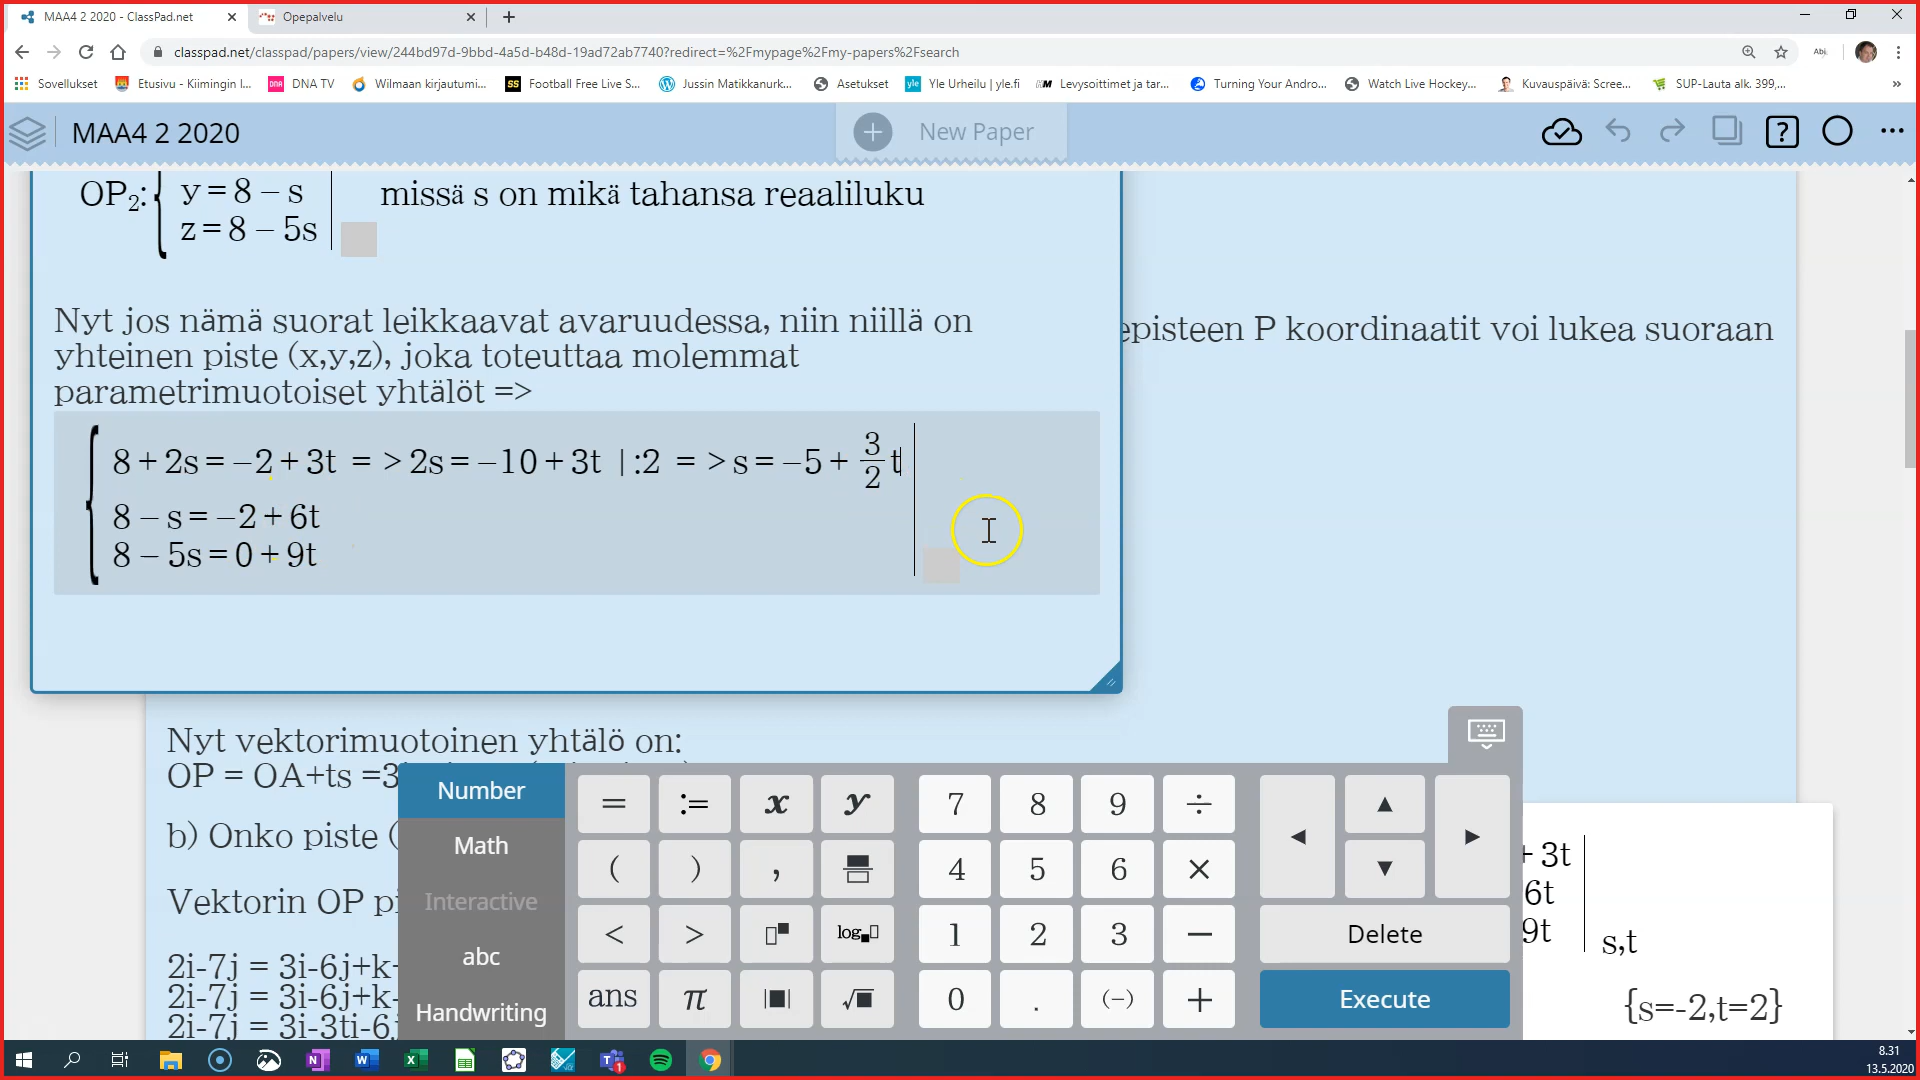 MAA4 2 2020 - ClassPad.net
Opepalvelu
classpad.net/classpad/papers/view/244bd97d-9bbd-4a5d-b48d-19ad72ab7740?redirect=%2Fmypage%2Fmy-papers%2Fsearch
Sovellukset
Etusivu - Kiimingin l...
DNA TV
Wilmaan kirjautumi...
Football Free Live S...
Jussin Matikkanurk...
Asetukset
Yle Urheilu | yle.fi
Levysoittimet ja tar...
Turning Your Andro...
Watch Live Hockey...
Kuvauspäivä: Scree...
SUP-Lauta alk. 399,...
MAA4 2 2020
New Paper
OP₂: { y=8–s
z=8–5s
missä s on mikä tahansa reaaliluku
Nyt jos nämä suorat leikkaavat avaruudessa, niin niillä on
yhteinen piste (x,y,z), joka toteuttaa molemmat
parametrimuotoiset yhtälöt =>
8+2s=–2+3t => 2s=–10+3t |:2 => s=–5+3/2t
8–s=–2+6t
8–5s=0+9t
episteen P koordinaatit voi lukea suoraan
Nyt vektorimuotoinen yhtälö on:
OP = OA+ts =3
b) Onko piste (
Vektorin OP pi
2i-7j = 3i-6j+k-
2i-7j = 3i-6j+k-
2i-7j = 3i-3ti-6j
+3t
6t
9t
s,t
{s=-2,t=2}
Number
Math
Interactive
abc
Handwriting
= := x y 7 8 9 ÷
( ) , 4 5 6 ×
< > log 1 2 3 –
ans π |■| √■ 0 . (–) +
Delete
Execute
8.31
13.5.2020